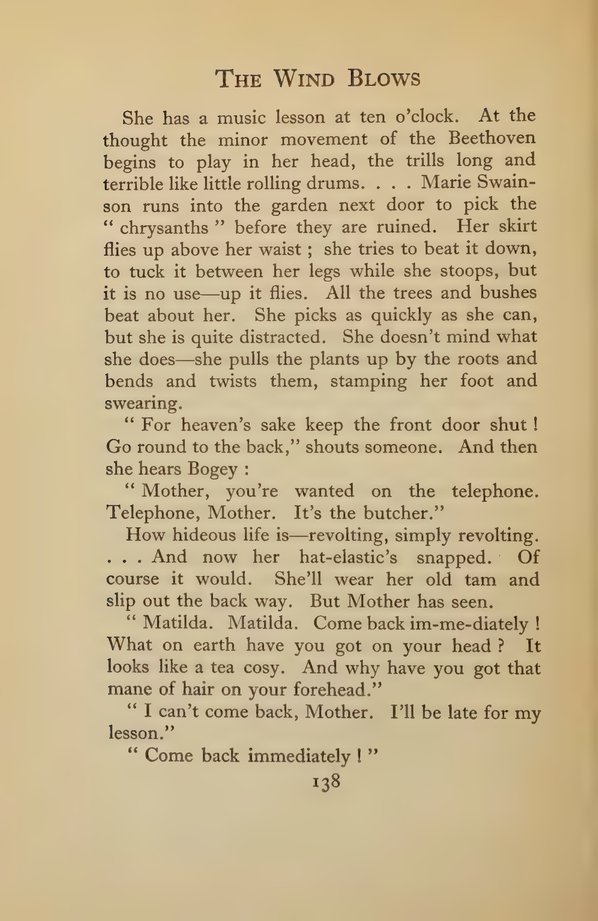 The Wind Blows
She has a music lesson at ten o’clock. At the
thought the minor movement of the Beethoven
begins to play in her head, the trills long and
terrible like little rolling drums. . . . Marie Swain-
son runs into the garden next door to pick the
“ chrysanths ” before they are ruined. Her skirt
flies up above her waist ; she tries to beat it down,
to tuck it between her legs while she stoops, but
it is no use—up it flies. All the trees and bushes
beat about her. She picks as quickly as she can,
but she is quite distracted. She doesn’t mind what
she does—she pulls the plants up by the roots and
bends and twists them, stamping her foot and
swearing.
“ For heaven’s sake keep the front door shut !
Go round to the back,” shouts someone. And then
she hears Bogey :
“ Mother, you’re wanted on the telephone.
Telephone, Mother. It’s the butcher.”
How hideous life is—revolting, simply revolting.
. . . And now her hat-elastic’s snapped. Of
course it would. She’ll wear her old tam and
slip out the back way. But Mother has seen.
“ Matilda. Matilda. Come back im-me-diately !
What on earth have you got on your head ? It
looks like a tea cosy. And why have you got that
mane of hair on your forehead.”
“ I can’t come back, Mother. I’ll be late for my
lesson.”
“ Come back immediately ! ”
138